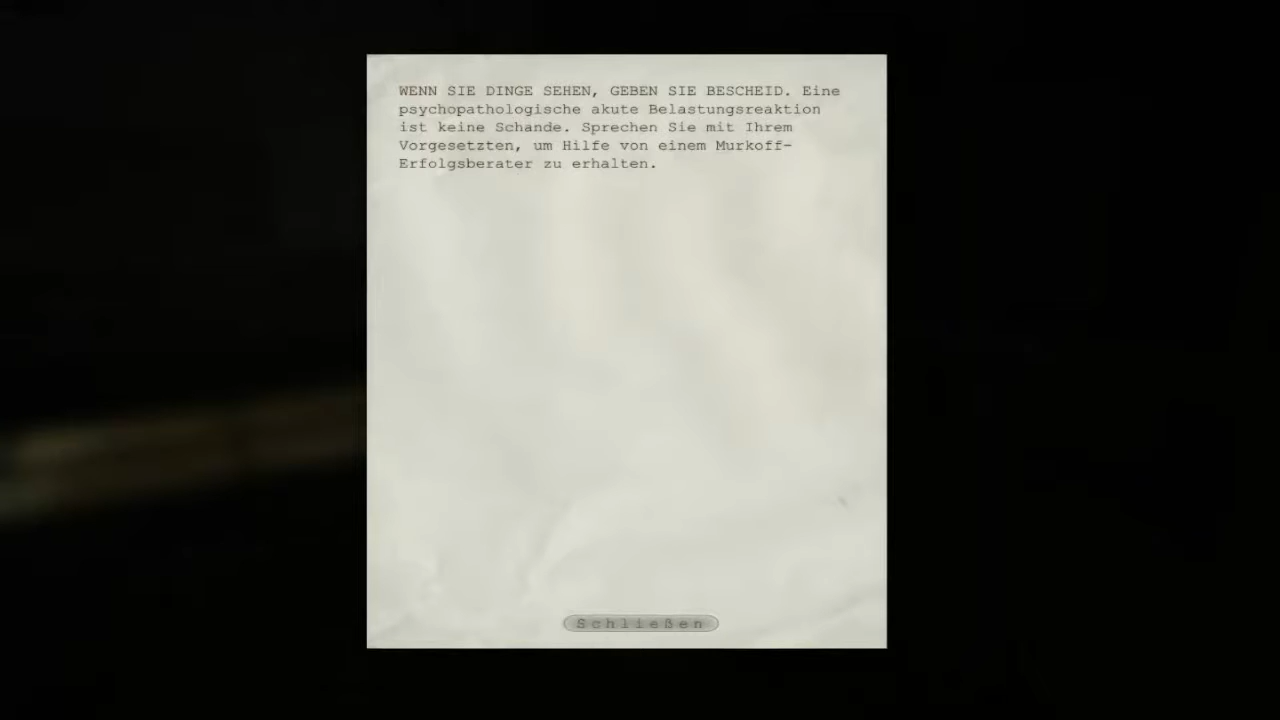 WENN SIE DINGE SEHEN, GEBEN SIE BESCHEID. Eine
psychopathologische akute Belastungsreaktion
ist keine Schande. Sprechen Sie mit Ihrem
Vorgesetzten, um Hilfe von einem Murkoff-
Erfolgsberater zu erhalten.
Schließen